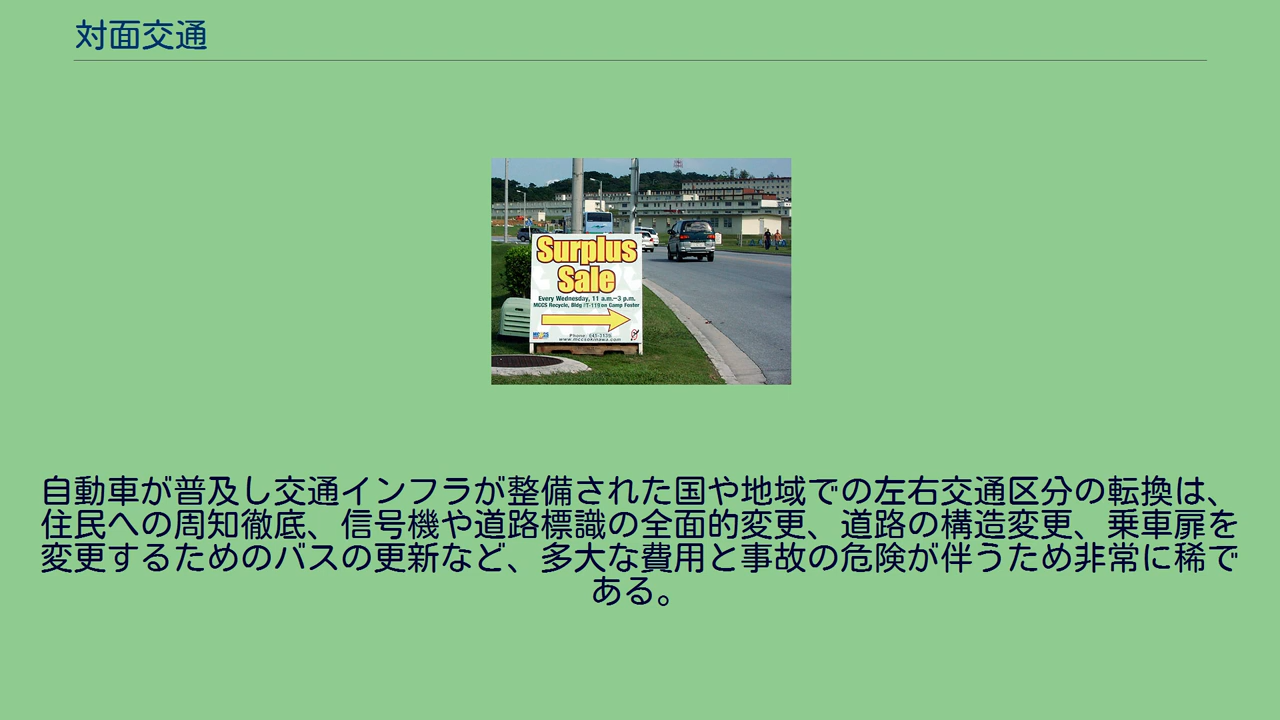 対面交通
Surplus
Sale
Every Wednesday, 11 a.m.–3 p.m.
MCCS Recycle, Bldg #T-119 on Camp Foster
www.mccsokinawa.com
自動車が普及し交通インフラが整備された国や地域での左右交通区分の転換は、
住民への周知徹底、信号機や道路標識の全面的変更、道路の構造変更、乗車扉を
変更するためのバスの更新など、多大な費用と事故の危険が伴うため非常に稀で
ある。